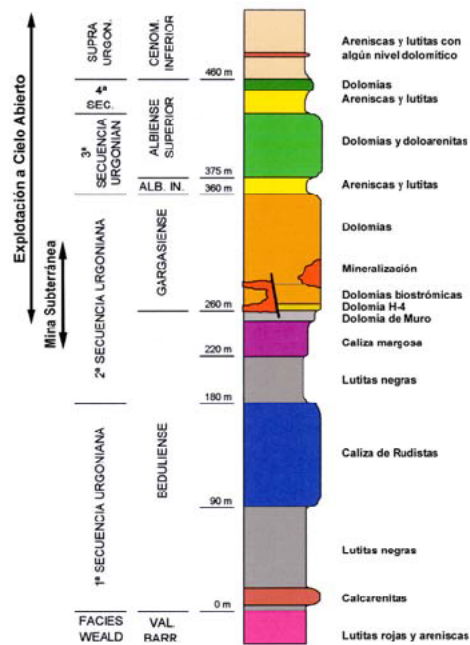 Explotación a Cielo Abierto
Mina Subterránea
SUPRA
URGON.
4ª
SEC.
3ª
SECUENCIA
URGONIAN
2ª SECUENCIA URGONIANA
1ª SECUENCIA URGONIANA
FACIES
WEALD
CENOM.
INFERIOR
ALBIENSE
SUPERIOR
ALB. IN.
GARGASIENSE
BEDULIENSE
VAL.
BARR.
460 m
375 m
360 m
260 m
220 m
180 m
90 m
0 m
Areniscas y lutitas con
algún nivel dolomitico
Dolomías
Areniscas y lutitas
Dolomías y doloarenitas
Areniscas y lutitas
Dolomías
Mineralización
Dolomías biostrómicas
Dolomía H-4
Dolomía de Muro
Caliza margosa
Lutitas negras
Caliza de Rudistas
Lutitas negras
Calcarenitas
Lutitas rojas y areniscas